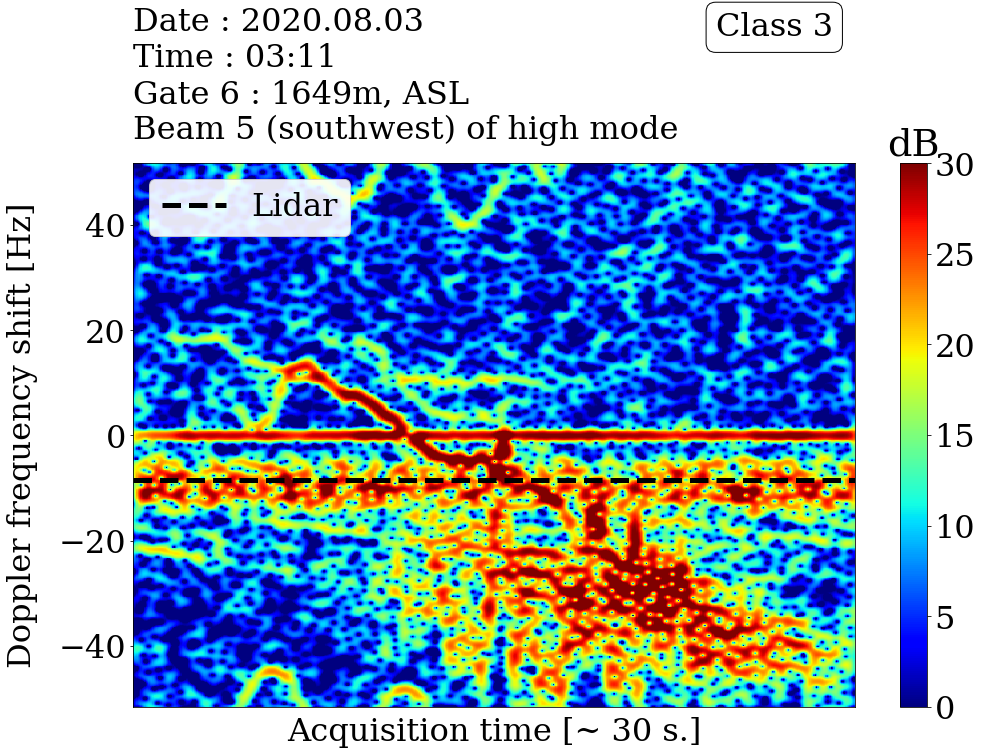 Date : 2020.08.03
Time : 03:11
Gate 6 : 1649m, ASL
Beam 5 (southwest) of high mode
Class 3
dB
Lidar
Doppler frequency shift [Hz]
40
20
0
−20
−40
30
25
20
15
10
5
0
Acquisition time [~ 30 s.]